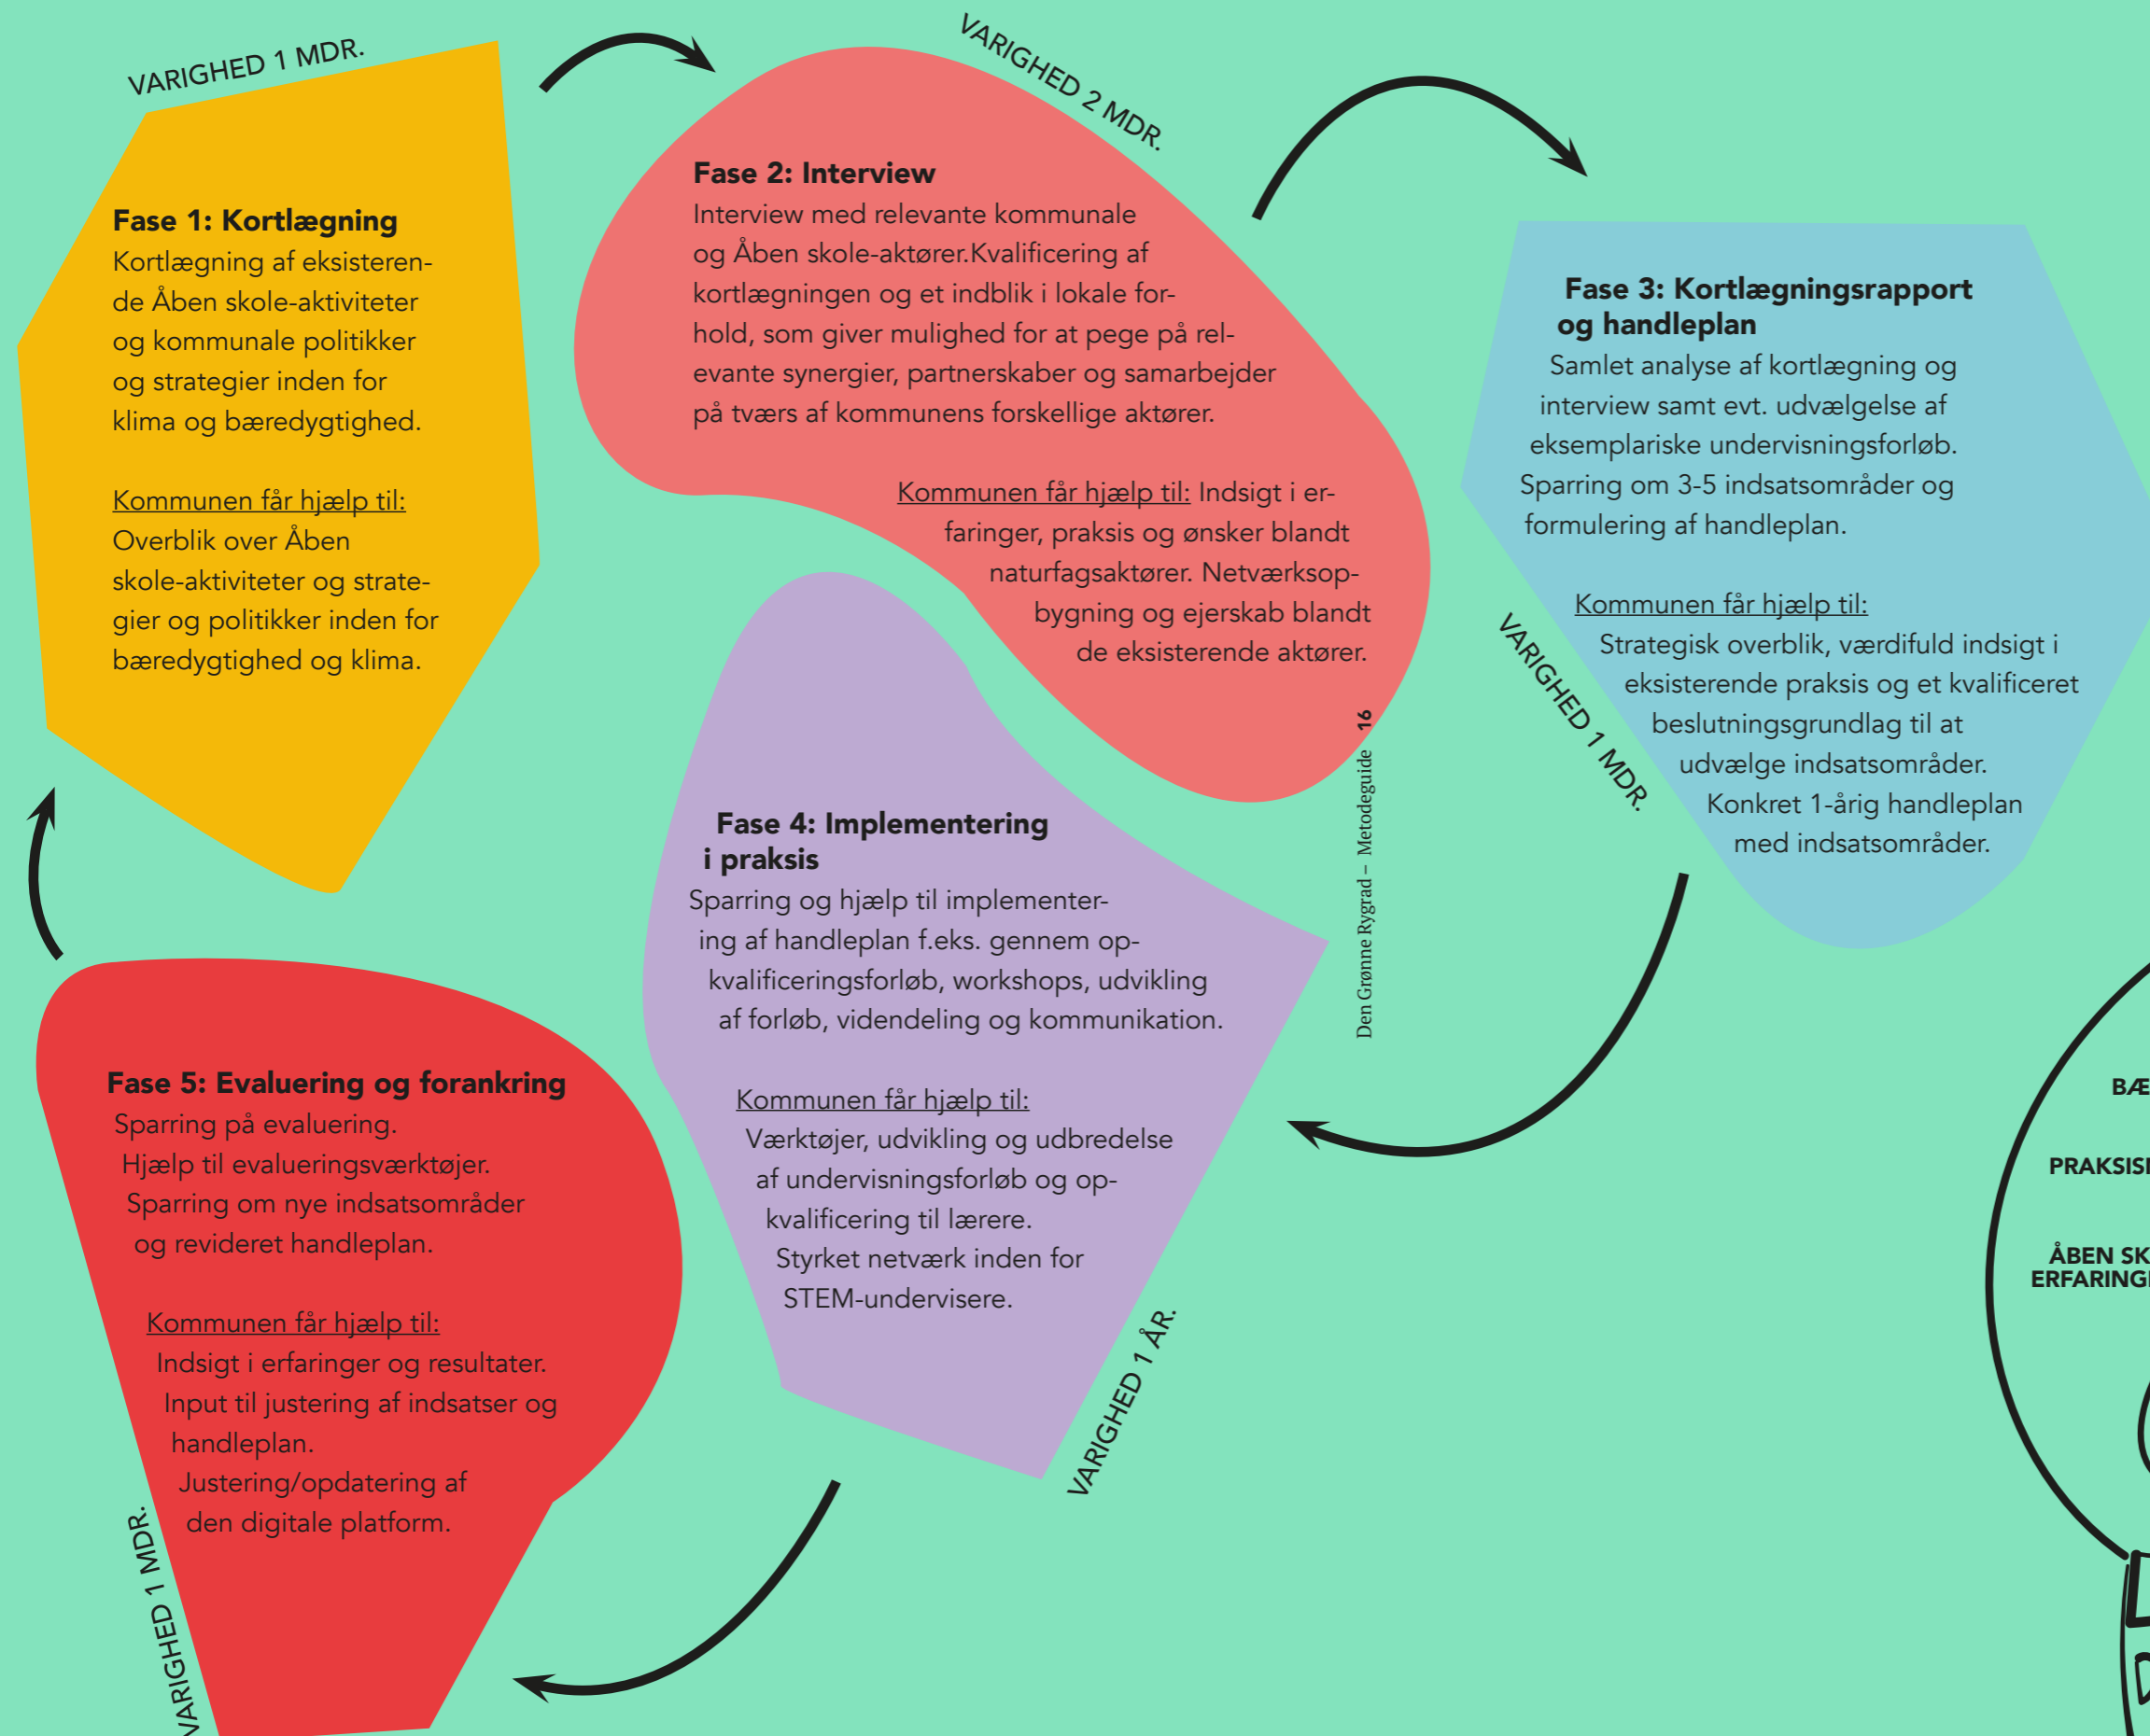 VARIGHED 1 MDR.
Fase 1: Kortlægning
Kortlægning af eksisteren-
de Åben skole-aktiviteter
og kommunale politikker
og strategier inden for
klima og bæredygtighed.
Kommunen får hjælp til:
Overblik over Åben
skole-aktiviteter og strate-
gier og politikker inden for
bæredygtighed og klima.
VARIGHED 2 MDR.
Fase 2: Interview
Interview med relevante kommunale
og Åben skole-aktører.Kvalificering af
kortlægningen og et indblik i lokale for-
hold, som giver mulighed for at pege på rel-
evante synergier, partnerskaber og samarbejder
på tværs af kommunens forskellige aktører.
Kommunen får hjælp til: Indsigt i er-
faringer, praksis og ønsker blandt
naturfagsaktører. Netværksop-
bygning og ejerskab blandt
de eksisterende aktører.
Fase 3: Kortlægningsrapport
og handleplan
Samlet analyse af kortlægning og
interview samt evt. udvælgelse af
eksemplariske undervisningsforløb.
Sparring om 3-5 indsatsområder og
formulering af handleplan.
Kommunen får hjælp til:
Strategisk overblik, værdifuld indsigt i
eksisterende praksis og et kvalificeret
beslutningsgrundlag til at
udvælge indsatsområder.
Konkret 1-årig handleplan
med indsatsområder.
VARIGHED 1 MDR.
Den Grønne Rygrad – Metodeguide 16
Fase 4: Implementering
i praksis
Sparring og hjælp til implementer-
ing af handleplan f.eks. gennem op-
kvalificeringsforløb, workshops, udvikling
af forløb, videndeling og kommunikation.
Kommunen får hjælp til:
Værktøjer, udvikling og udbredelse
af undervisningsforløb og op-
kvalificering til lærere.
Styrket netværk inden for
STEM-undervisere.
VARIGHED 1 ÅR.
Fase 5: Evaluering og forankring
Sparring på evaluering.
Hjælp til evalueringsværktøjer.
Sparring om nye indsatsområder
og revideret handleplan.
Kommunen får hjælp til:
Indsigt i erfaringer og resultater.
Input til justering af indsatser og
handleplan.
Justering/opdatering af
den digitale platform.
VARIGHED 1 MDR.
ÅBEN